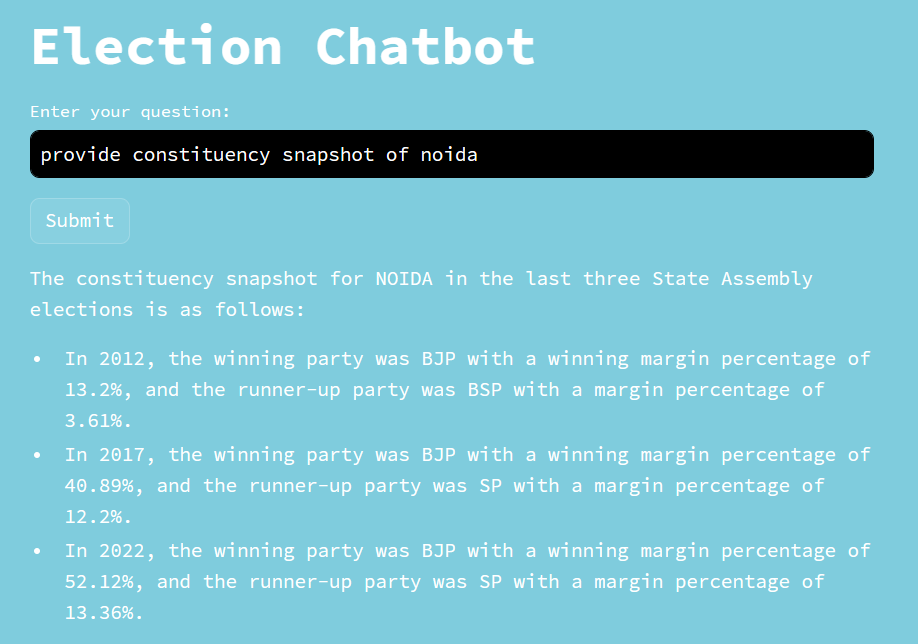 Election Chatbot
Enter your question:
provide constituency snapshot of noida
Submit
The constituency snapshot for NOIDA in the last three State Assembly
elections is as follows:
• In 2012, the winning party was BJP with a winning margin percentage of
13.2%, and the runner-up party was BSP with a margin percentage of
3.61%.
• In 2017, the winning party was BJP with a winning margin percentage of
40.89%, and the runner-up party was SP with a margin percentage of
12.2%.
• In 2022, the winning party was BJP with a winning margin percentage of
52.12%, and the runner-up party was SP with a margin percentage of
13.36%.